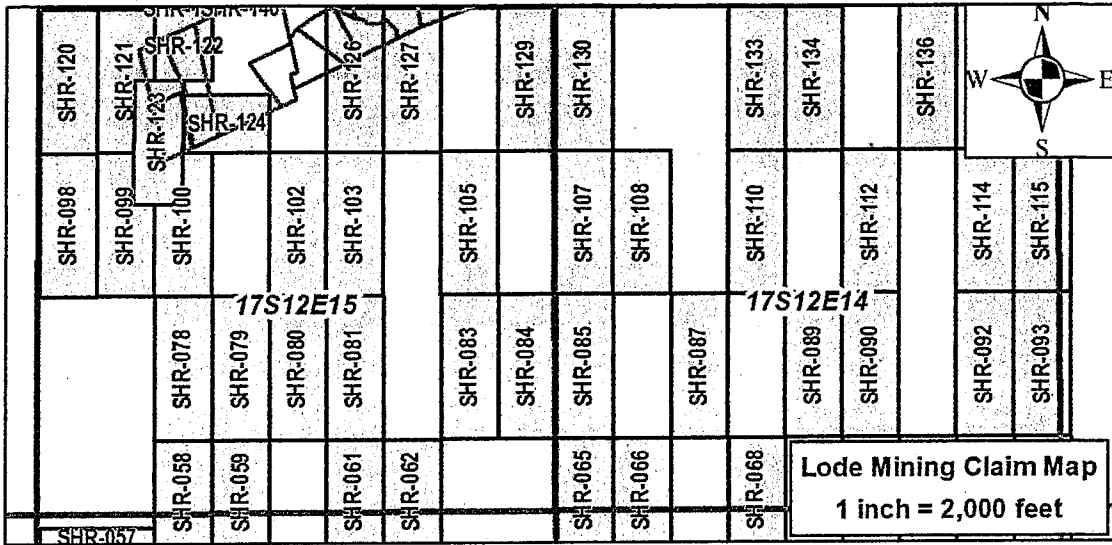 SHR-120
SHR-121
SHR-122
SHR-123
SHR-124
SHR-126
SHR-127
SHR-129
SHR-130
SHR-133
SHR-134
SHR-136
N
W
E
S
SHR-098
SHR-099
SHR-100
SHR-102
SHR-103
SHR-105
SHR-107
SHR-108
SHR-110
SHR-112
SHR-114
SHR-115
17S12E15
17S12E14
SHR-078
SHR-079
SHR-080
SHR-081
SHR-083
SHR-084
SHR-085
SHR-087
SHR-089
SHR-090
SHR-092
SHR-093
SHR-058
SHR-059
SHR-061
SHR-062
SHR-065
SHR-066
SHR-068
SHR-057
Lode Mining Claim Map
1 inch = 2,000 feet